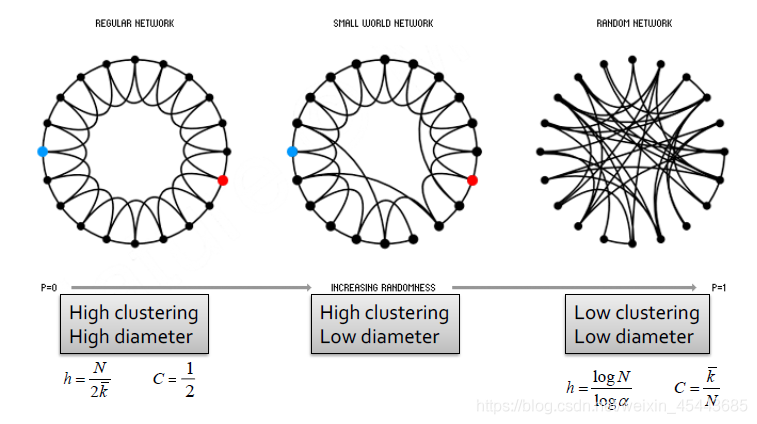 REGULAR NETWORK
SMALL WORLD NETWORK
RANDOM NETWORK
P=0
INCREASING RANDOMNESS
P=1
High clustering
High diameter
High clustering
Low diameter
Low clustering
Low diameter
h = N / 2k̅
C = 1 / 2
h = log N / log α
C = k̅ / N
https://blog.csdn.net/weixin_45443685